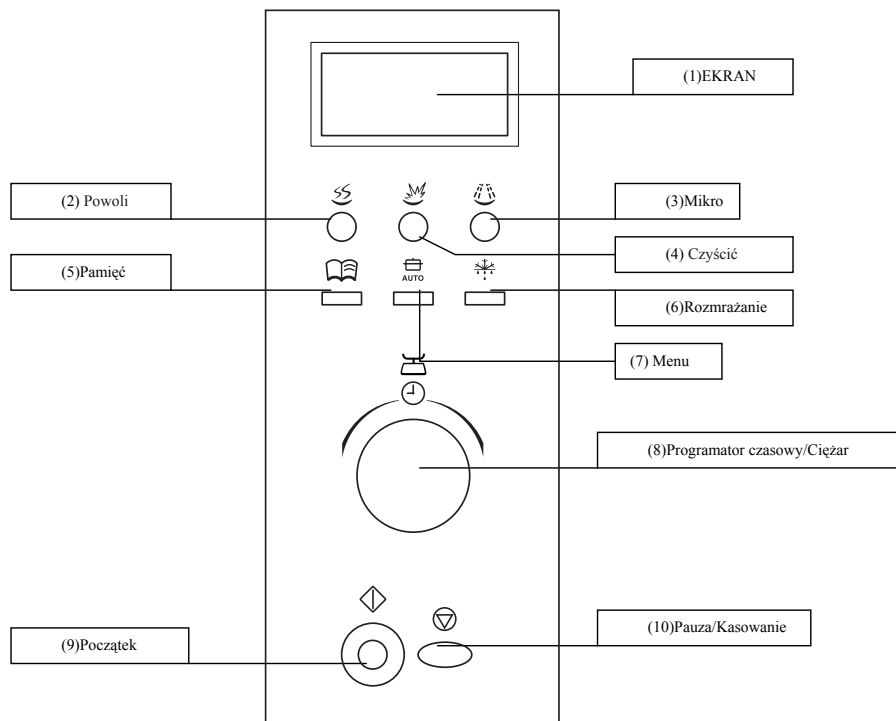 (1)EKRAN
(2) Powoli
(3)Mikro
(4) Czyścić
(5)Pamięć
AUTO
(6)Rozmrażanie
(7) Menu
(8)Programator czasowy/Ciężar
(9)Początek
(10)Pauza/Kasowanie